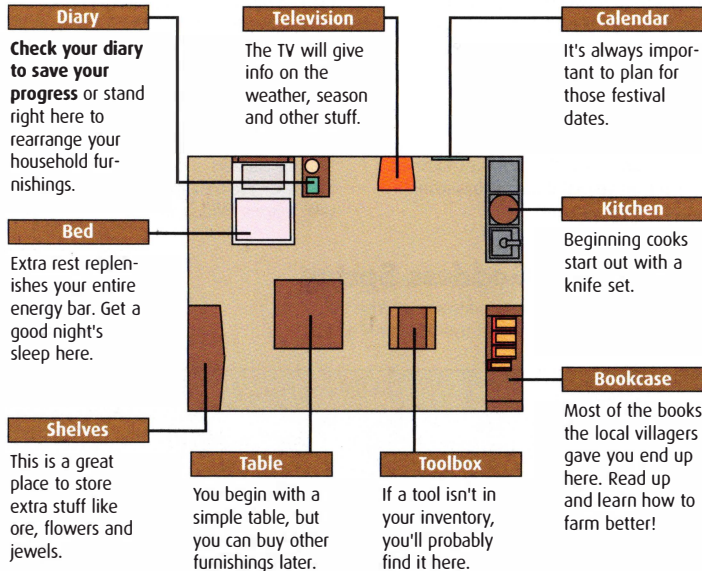 Diary
Check your diary
to save your
progress or stand
right here to
rearrange your
household fur-
nishings.
Television
The TV will give
info on the
weather, season
and other stuff.
Calendar
It's always impor-
tant to plan for
those festival
dates.
Bed
Extra rest replen-
ishes your entire
energy bar. Get a
good night's
sleep here.
Kitchen
Beginning cooks
start out with a
knife set.
Shelves
This is a great
place to store
extra stuff like
ore, flowers and
jewels.
Table
You begin with a
simple table, but
you can buy other
furnishings later.
Toolbox
If a tool isn't in
your inventory,
you'll probably
find it here.
Bookcase
Most of the books
the local villagers
gave you end up
here. Read up
and learn how to
farm better!